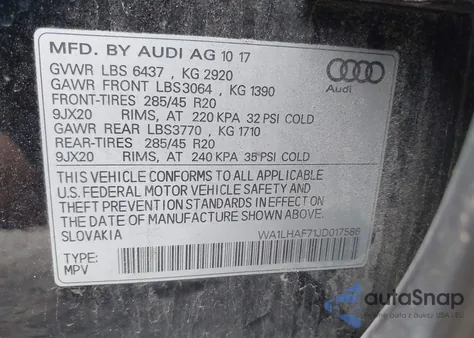 MFD. BY AUDI AG 10 17
GVWR LBS 6437 , KG 2920
GAWR FRONT LBS3064 , KG 1390
FRONT-TIRES 285/45 R20
9JX20 RIMS, AT 220 KPA 32 PSI COLD
GAWR REAR LBS3770 , KG 1710
REAR-TIRES 285/45 R20
9JX20 RIMS, AT 240 KPA 35 PSI COLD
Audi
THIS VEHICLE CONFORMS TO ALL APPLICABLE
U.S. FEDERAL MOTOR VEHICLE SAFETY AND
THEFT PREVENTION STANDARDS IN EFFECT ON
THE DATE OF MANUFACTURE SHOWN ABOVE.
SLOVAKIA WA1LHAF71JD017586
TYPE:
MPV
autoSnap